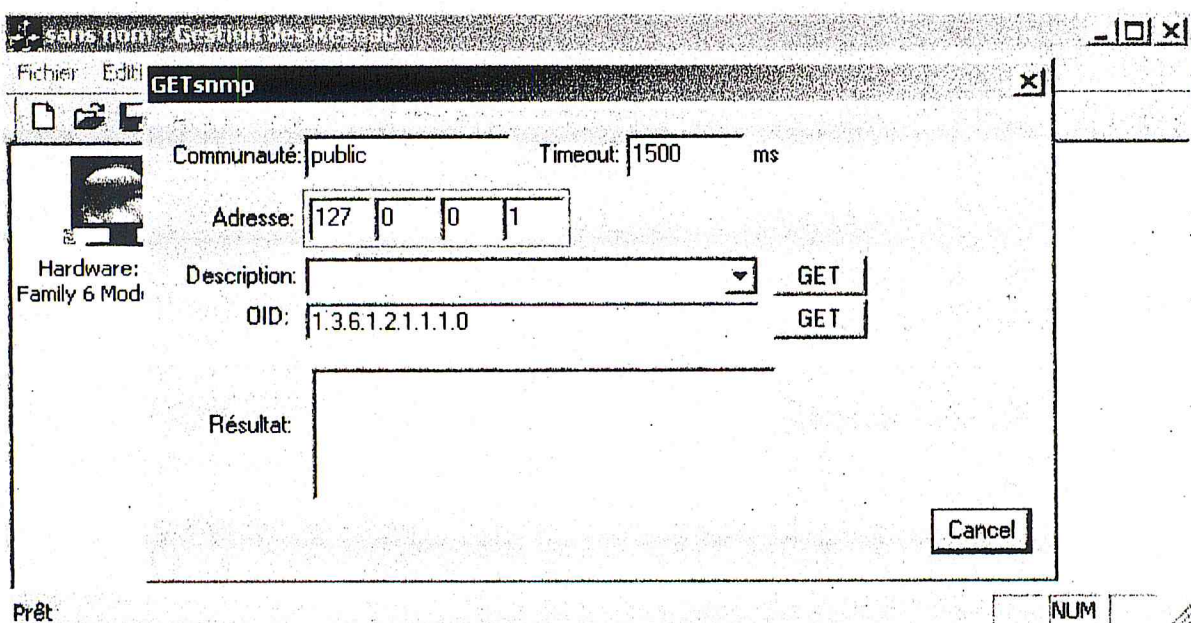 sans nom - Gestion des Réseau
Fichier Editi
GETsnmp
Communauté: public Timeout: 1500 ms
Adresse: 127 0 0 1
Hardware:
Family 6 Mod
Description: GET
OID: 1.3.6.1.2.1.1.1.0 GET
Résultat:
Cancel
Prêt NUM